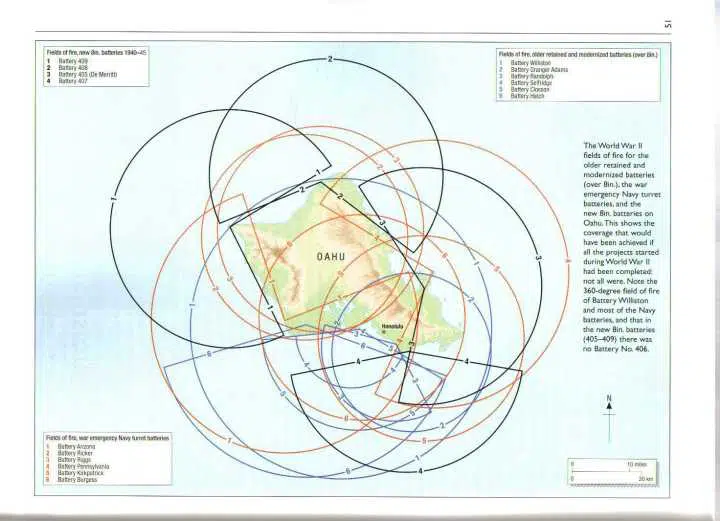 51
Fields of fire, new 8in. batteries 1940–45
1 Battery 409
2 Battery 408
3 Battery 405 (De Merritt)
4 Battery 407
Fields of fire, older retained and modernized batteries (over 8in.)
1 Battery Williston
2 Battery Granger Adams
3 Battery Randolph
4 Battery Selfridge
5 Battery Closson
6 Battery Hatch
The World War II
fields of fire for the
older retained and
modernized batteries
(over 8in.), the war
emergency Navy turret
batteries, and the
new 8in. batteries on
Oahu. This shows the
coverage that would
have been achieved if
all the projects started
during World War II
had been completed:
not all were. Note the
360-degree field of fire
of Battery Williston
and most of the Navy
batteries, and that in
the new 8in. batteries
(405–409) there was
no Battery No. 406.
OAHU
Honolulu
N
0 10 miles
0 20 km
Fields of fire, war emergency Navy turret batteries
1 Battery Arizona
2 Battery Ricker
3 Battery Riggs
4 Battery Pennsylvania
5 Battery Kirkpatrick
6 Battery Burgess